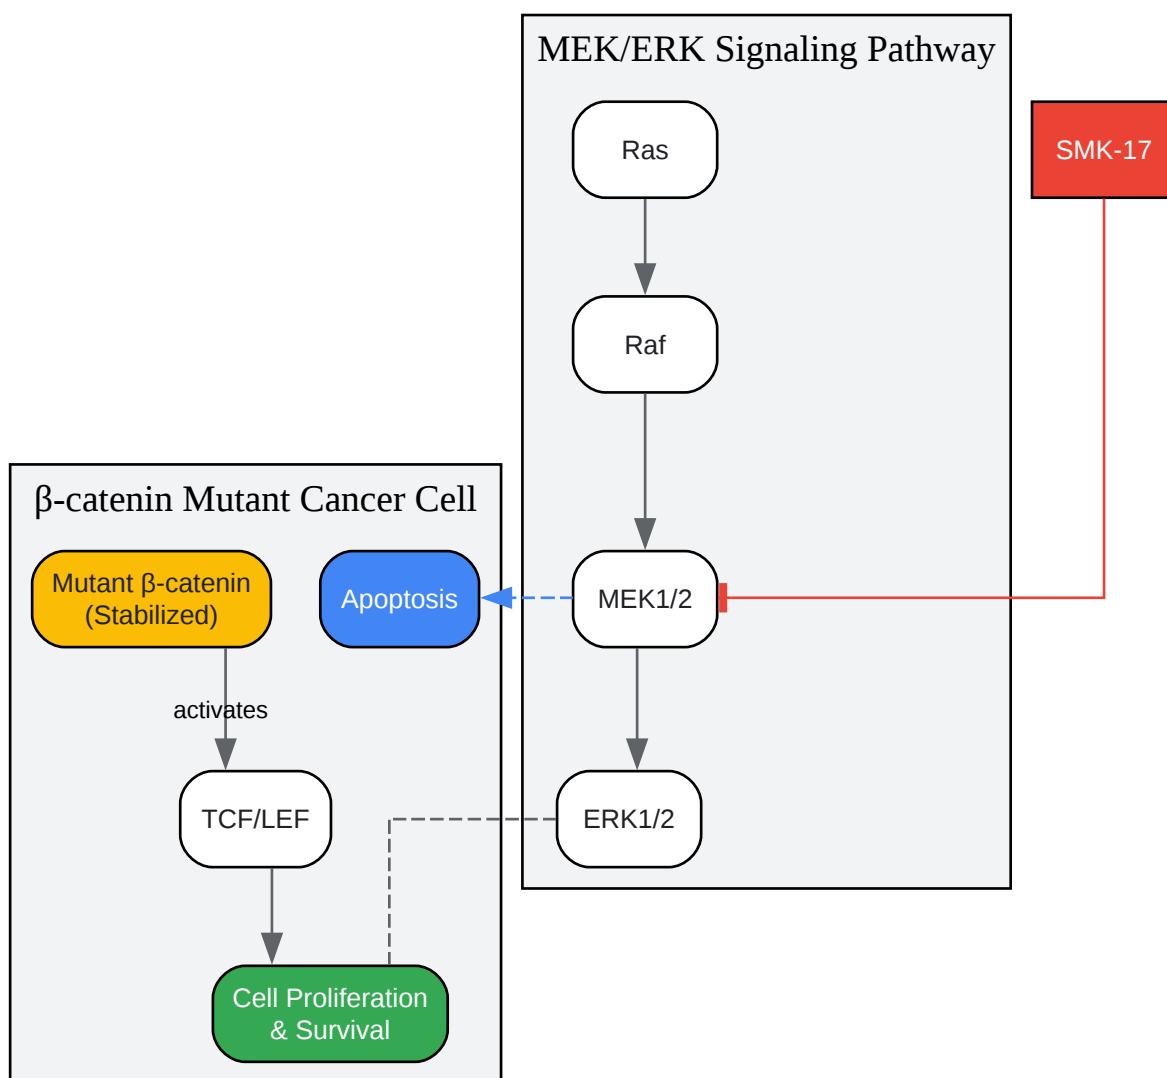 MEK/ERK Signaling Pathway
Ras
SMK-17
Raf
β-catenin Mutant Cancer Cell
Mutant β-catenin
(Stabilized)
Apoptosis
MEK1/2
activates
TCF/LEF
ERK1/2
Cell Proliferation
& Survival